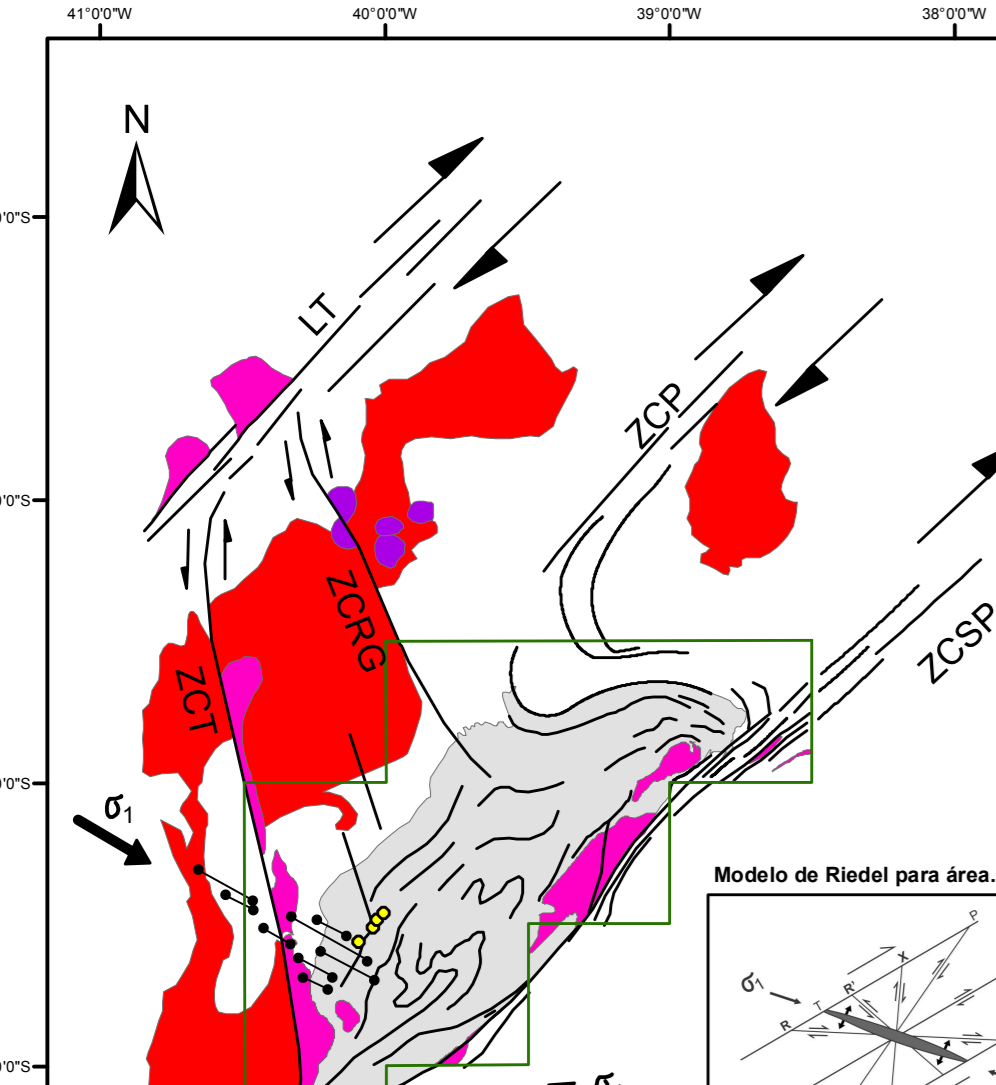 41°0'0"W 40°0'0"W 39°0'0"W 38°0'0"W
N
0'0"S
LT
ZCP
0'0"S
ZCRG
ZCSP
ZCT
0'0"S
σ1
Modelo de Riedel para área.
P
X
σ1
R'
T
R
0'0"S
σ